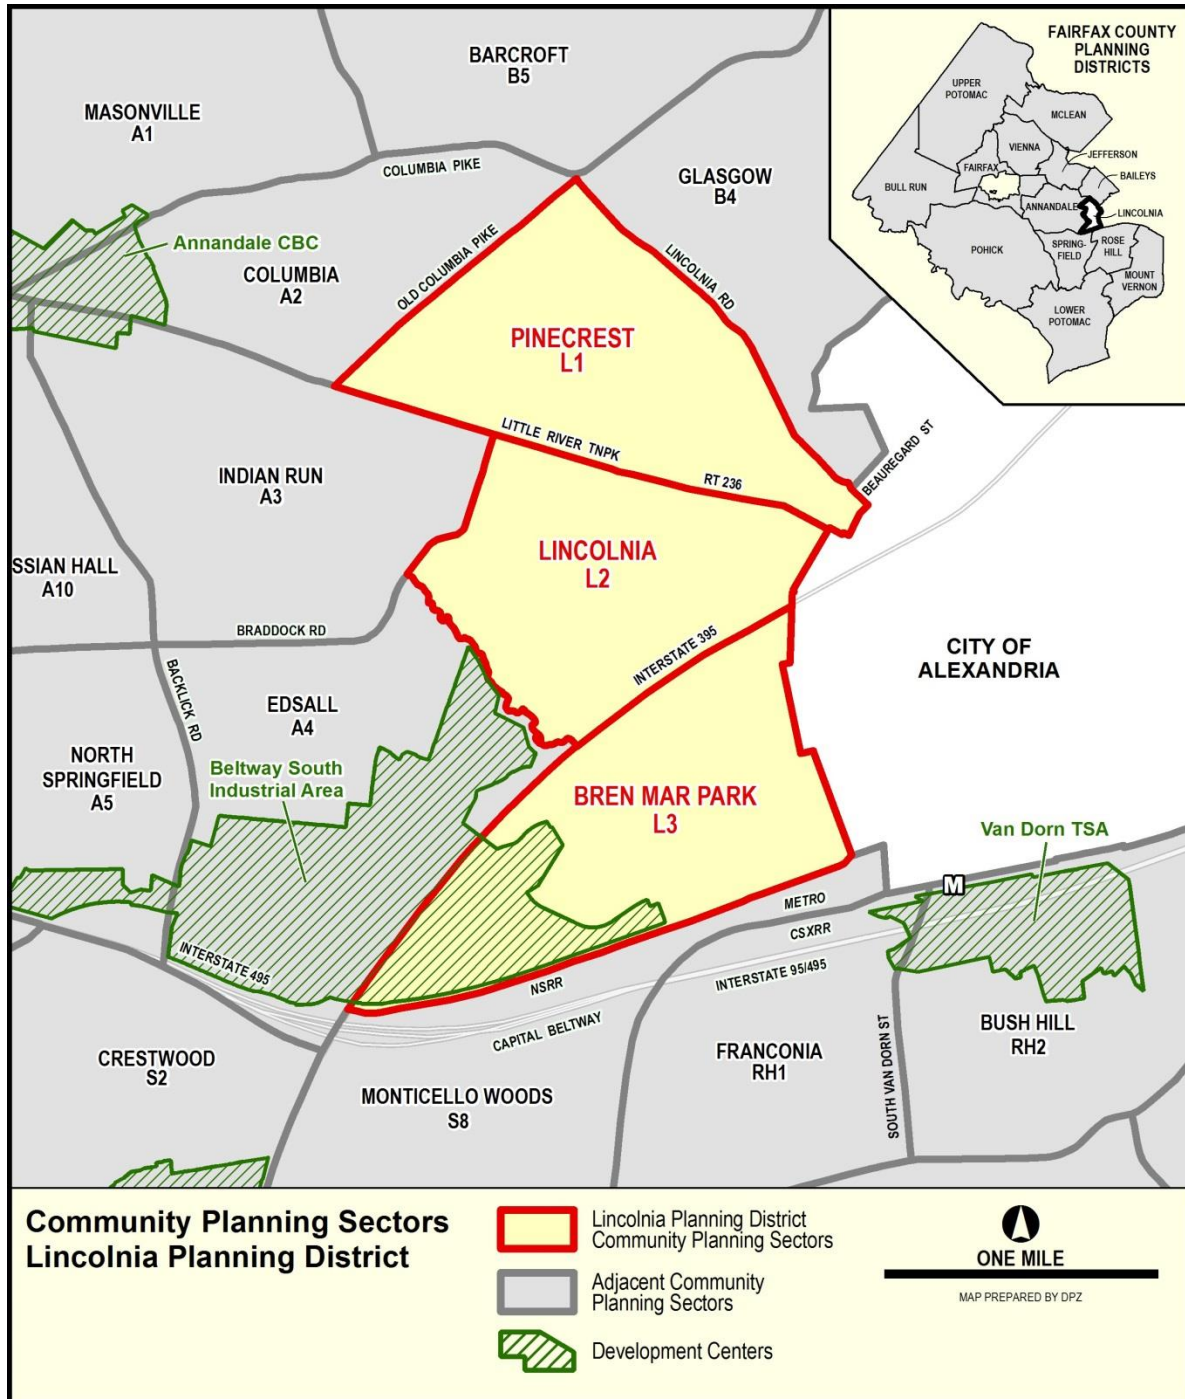 BARCROFT
B5
MASONVILLE
A1
COLUMBIA PIKE
GLASGOW
B4
Annandale CBC
COLUMBIA
A2
OLD COLUMBIA PIKE
LINCOLNIA RD
PINECREST
L1
LITTLE RIVER TNPK
RT 236
BEAUREGARD ST
INDIAN RUN
A3
LINCOLNIA
L2
SSIAN HALL
A10
BRADDOCK RD
INTERSTATE 395
CITY OF
ALEXANDRIA
BACKLICK RD
EDSALL
A4
NORTH
SPRINGFIELD
A5
Beltway South
Industrial Area
BREN MAR PARK
L3
Van Dorn TSA
M
METRO
CSXRR
INTERSTATE 495
NSRR
INTERSTATE 95/495
CAPITAL BELTWAY
SOUTH VAN DORN ST
BUSH HILL
RH2
CRESTWOOD
S2
FRANCONIA
RH1
MONTICELLO WOODS
S8
FAIRFAX COUNTY
PLANNING
DISTRICTS
UPPER
POTOMAC
MCLEAN
VIENNA
JEFFERSON
FAIRFAX
BAILEYS
BULL RUN
ANNANDALE
LINCOLNIA
POHICK
SPRING-
FIELD
ROSE
HILL
MOUNT
VERNON
LOWER
POTOMAC
Community Planning Sectors
Lincolnia Planning District
Lincolnia Planning District
Community Planning Sectors
Adjacent Community
Planning Sectors
Development Centers
ONE MILE
MAP PREPARED BY DPZ